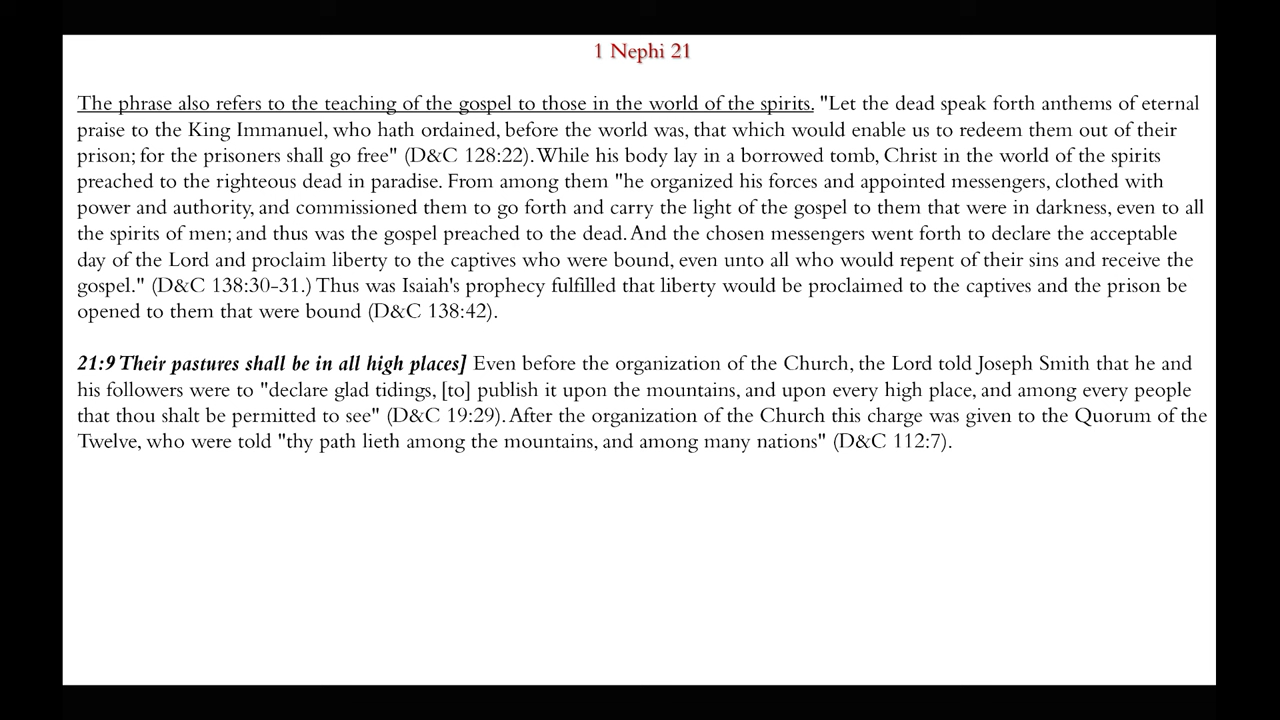 1 Nephi 21
The phrase also refers to the teaching of the gospel to those in the world of the spirits. "Let the dead speak forth anthems of eternal
praise to the King Immanuel, who hath ordained, before the world was, that which would enable us to redeem them out of their
prison; for the prisoners shall go free" (D&C 128:22). While his body lay in a borrowed tomb, Christ in the world of the spirits
preached to the righteous dead in paradise. From among them "he organized his forces and appointed messengers, clothed with
power and authority, and commissioned them to go forth and carry the light of the gospel to them that were in darkness, even to all
the spirits of men; and thus was the gospel preached to the dead. And the chosen messengers went forth to declare the acceptable
day of the Lord and proclaim liberty to the captives who were bound, even unto all who would repent of their sins and receive the
gospel." (D&C 138:30-31.) Thus was Isaiah's prophecy fulfilled that liberty would be proclaimed to the captives and the prison be
opened to them that were bound (D&C 138:42).
21:9 Their pastures shall be in all high places] Even before the organization of the Church, the Lord told Joseph Smith that he and
his followers were to "declare glad tidings, [to] publish it upon the mountains, and upon every high place, and among every people
that thou shalt be permitted to see" (D&C 19:29). After the organization of the Church this charge was given to the Quorum of the
Twelve, who were told "thy path lieth among the mountains, and among many nations" (D&C 112:7).